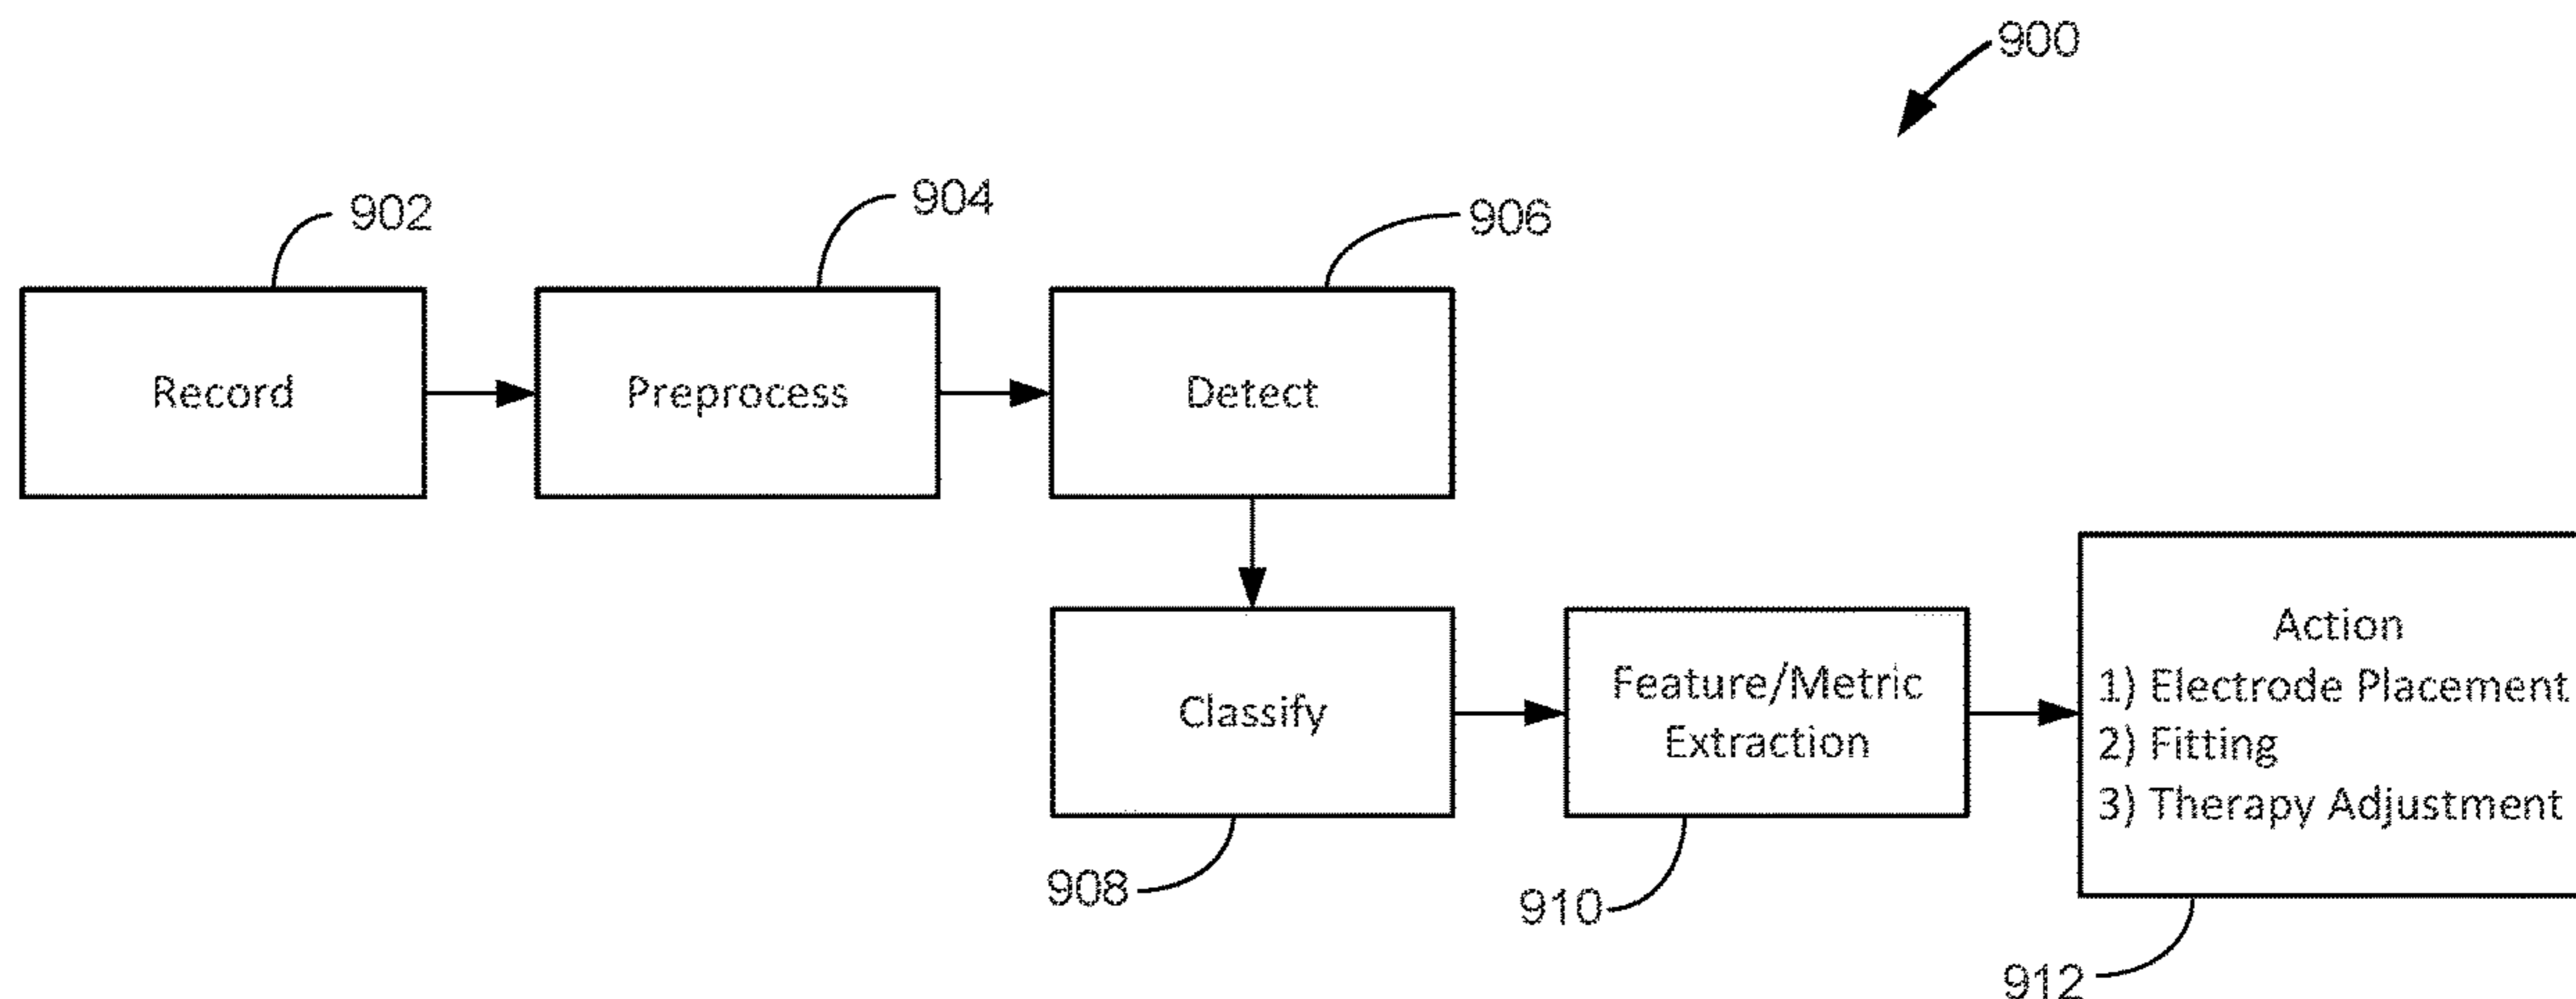 900
902
904
906
Record
Preprocess
Detect
Classify
Feature/Metric
Extraction
Action
1) Electrode Placement
2) Fitting
3) Therapy Adjustment
908
910
912